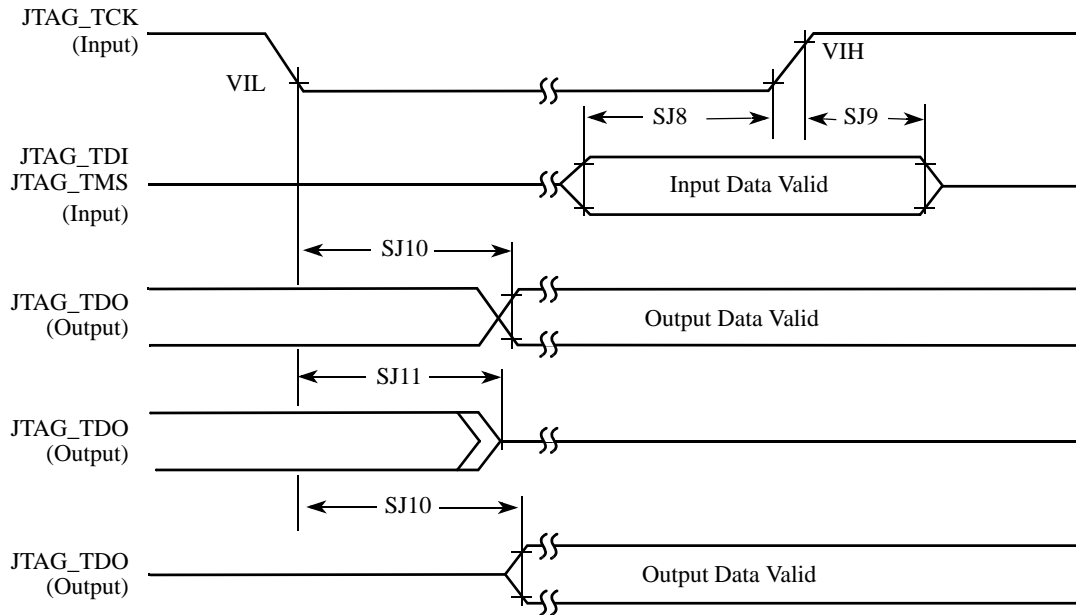 JTAG_TCK
(Input)
VIL
VIH
SJ8
SJ9
JTAG_TDI
JTAG_TMS
(Input)
Input Data Valid
SJ10
JTAG_TDO
(Output)
Output Data Valid
SJ11
JTAG_TDO
(Output)
SJ10
JTAG_TDO
(Output)
Output Data Valid